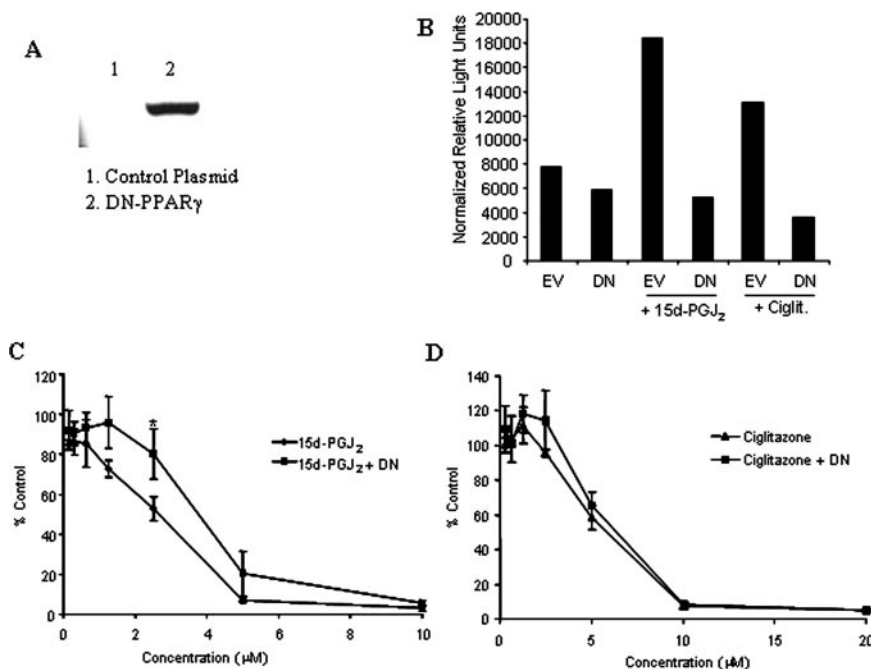 A
1 2
1. Control Plasmid
2. DN-PPARγ
B
Normalized Relative Light Units
20000
18000
16000
14000
12000
10000
8000
6000
4000
2000
0
EV DN EV DN EV DN
+ 15d-PGJ2 + Ciglit.
C
% Control
120
100
80
60
40
20
0
*
15d-PGJ2
15d-PGJ2 + DN
0 2 4 6 8 10
Concentration (µM)
D
% Control
140
120
100
80
60
40
20
0
Ciglitazone
Ciglitazone + DN
0 5 10 15 20
Concentration (µM)